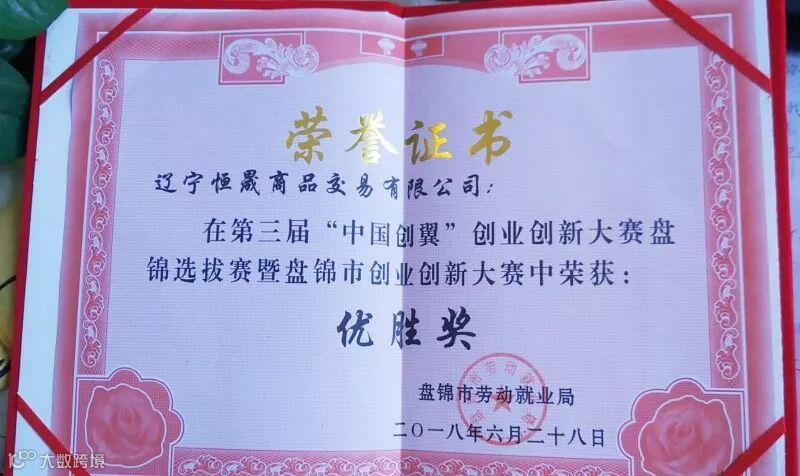 荣誉证书
辽宁恒晟商品交易有限公司：
在第三届“中国创翼”创业创新大赛盘
锦选拔赛暨盘锦市创业创新大赛中荣获：
优胜奖
盘锦市劳动就业局
二〇一八年六月二十八日
大数跨境